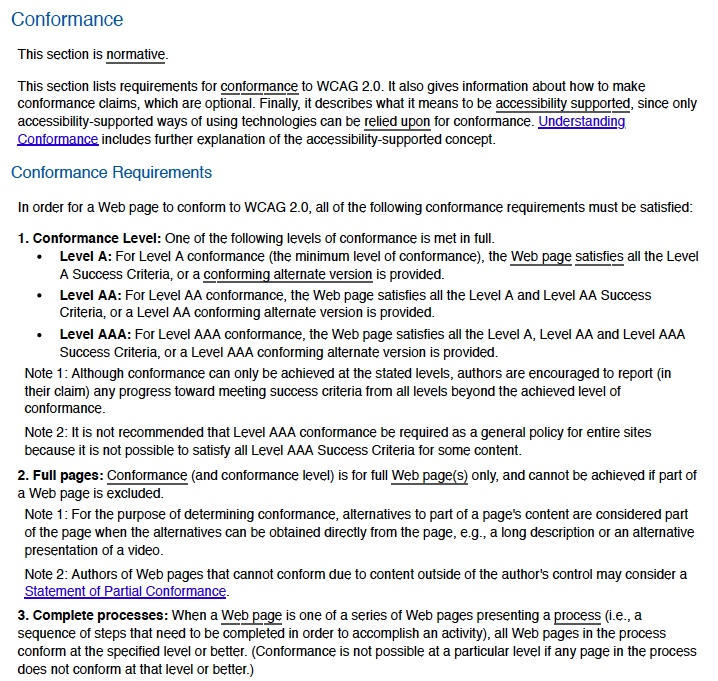 Conformance
This section is normative.
This section lists requirements for conformance to WCAG 2.0. It also gives information about how to make
conformance claims, which are optional. Finally, it describes what it means to be accessibility supported, since only
accessibility-supported ways of using technologies can be relied upon for conformance. Understanding
Conformance includes further explanation of the accessibility-supported concept.
Conformance Requirements
In order for a Web page to conform to WCAG 2.0, all of the following conformance requirements must be satisfied:
1. Conformance Level: One of the following levels of conformance is met in full.
• Level A: For Level A conformance (the minimum level of conformance), the Web page satisfies all the Level
A Success Criteria, or a conforming alternate version is provided.
• Level AA: For Level AA conformance, the Web page satisfies all the Level A and Level AA Success
Criteria, or a Level AA conforming alternate version is provided.
• Level AAA: For Level AAA conformance, the Web page satisfies all the Level A, Level AA and Level AAA
Success Criteria, or a Level AAA conforming alternate version is provided.
Note 1: Although conformance can only be achieved at the stated levels, authors are encouraged to report (in
their claim) any progress toward meeting success criteria from all levels beyond the achieved level of
conformance.
Note 2: It is not recommended that Level AAA conformance be required as a general policy for entire sites
because it is not possible to satisfy all Level AAA Success Criteria for some content.
2. Full pages: Conformance (and conformance level) is for full Web page(s) only, and cannot be achieved if part of
a Web page is excluded.
Note 1: For the purpose of determining conformance, alternatives to part of a page's content are considered part
of the page when the alternatives can be obtained directly from the page, e.g., a long description or an alternative
presentation of a video.
Note 2: Authors of Web pages that cannot conform due to content outside of the author's control may consider a
Statement of Partial Conformance.
3. Complete processes: When a Web page is one of a series of Web pages presenting a process (i.e., a
sequence of steps that need to be completed in order to accomplish an activity), all Web pages in the process
conform at the specified level or better. (Conformance is not possible at a particular level if any page in the process
does not conform at that level or better.)